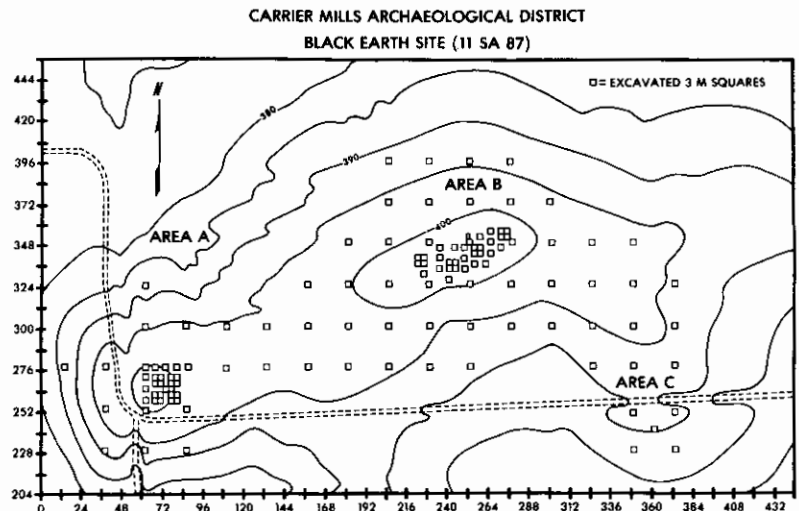 CARRIER MILLS ARCHAEOLOGICAL DISTRICT
BLACK EARTH SITE (11 SA 87)
□= EXCAVATED 3 M SQUARES
444
420
396
372
348
324
300
276
252
228
204
N
380
390
400
AREA A
AREA B
AREA C
0 24 48 72 96 120 144 168 192 216 240 264 288 312 336 360 384 408 432